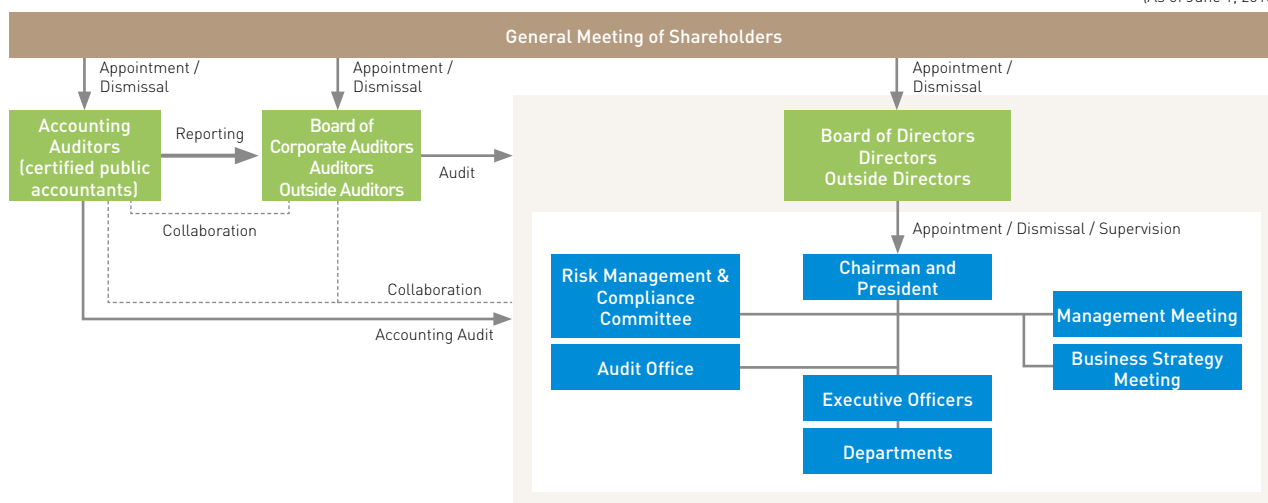 General Meeting of Shareholders
Appointment /
Dismissal
Appointment /
Dismissal
Appointment /
Dismissal
Accounting
Auditors
(certified public
accountants)
Reporting
Board of
Corporate Auditors
Auditors
Outside Auditors
Audit
Board of Directors
Directors
Outside Directors
Collaboration
Appointment / Dismissal / Supervision
Collaboration
Accounting Audit
Risk Management &
Compliance
Committee
Chairman and
President
Management Meeting
Audit Office
Business Strategy
Meeting
Executive Officers
Departments